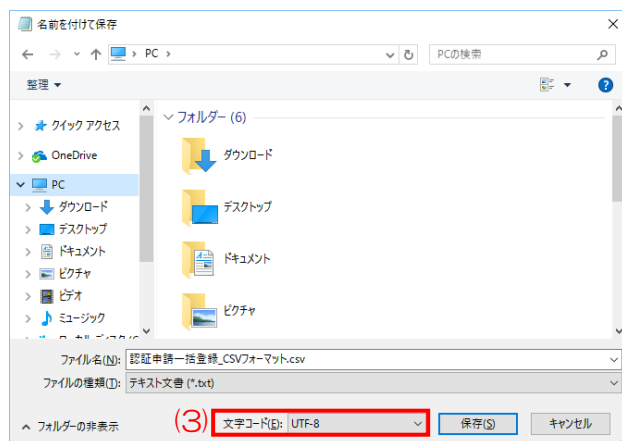 名前を付けて保存
PC
PCの検索
整理
クイック アクセス
OneDrive
PC
ダウンロード
デスクトップ
ドキュメント
ピクチャ
ビデオ
ミュージック
フォルダー (6)
ダウンロード
デスクトップ
ドキュメント
ピクチャ
ファイル名(N): 認証申請一括登録_CSVフォーマット.csv
ファイルの種類(T): テキスト文書 (*.txt)
フォルダーの非表示
(3) 文字コード(E): UTF-8 保存(S) キャンセル